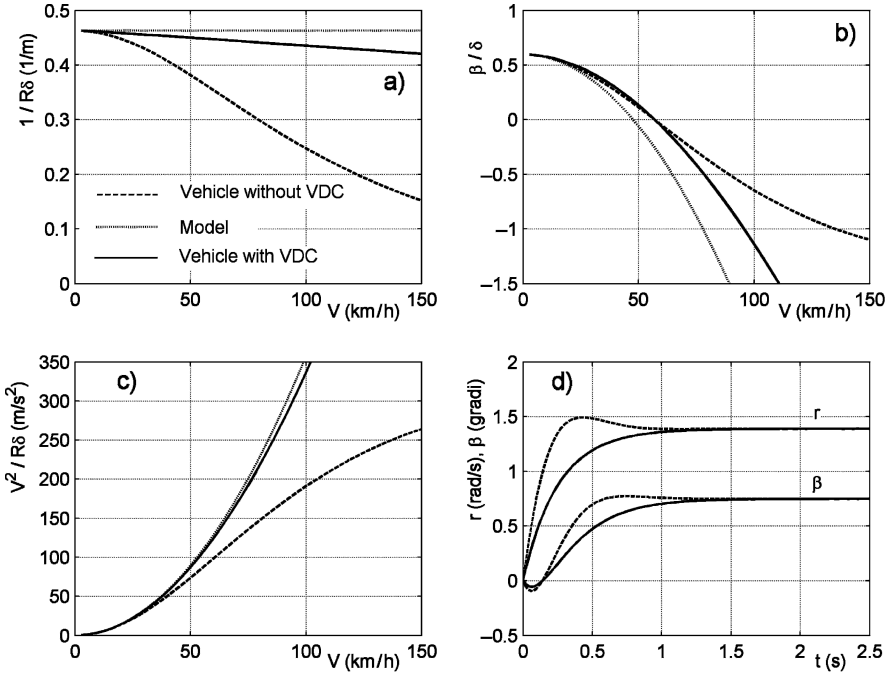 0.5
0.4
0.3
0.2
0.1
0
0
50
100
150
1 / Rδ (1/m)
V (km/h)
a)
Vehicle without VDC
Model
Vehicle with VDC
1
0.5
0
−0.5
−1
−1.5
0
50
100
150
β / δ
V (km/h)
b)
350
300
250
200
150
100
50
0
0
50
100
150
V² / Rδ (m/s²)
V (km/h)
c)
2
1.5
1
0.5
0
−0.5
0
0.5
1
1.5
2
2.5
r (rad/s), β (gradi)
t (s)
d)
r
β